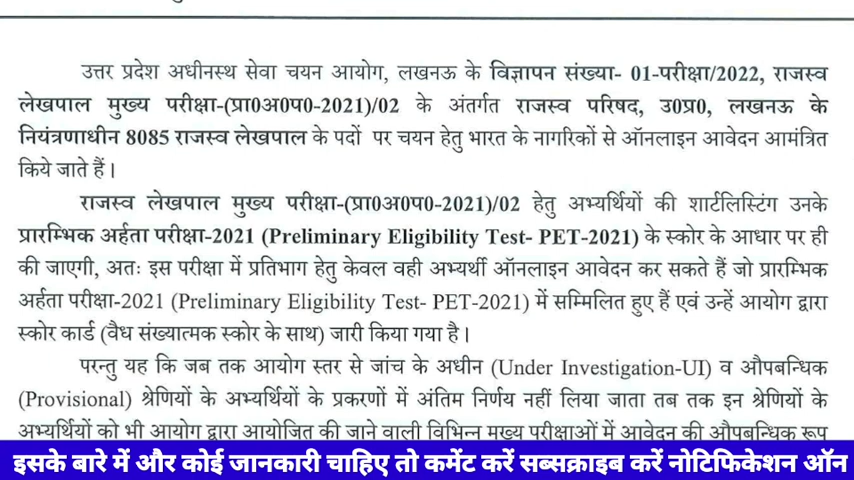 उत्तर प्रदेश अधीनस्थ सेवा चयन आयोग, लखनऊ के विज्ञापन संख्या- 01-परीक्षा/2022, राजस्व
लेखपाल मुख्य परीक्षा-(प्रा0अ0प0-2021)/02 के अंतर्गत राजस्व परिषद, उ0प्र0, लखनऊ के
नियंत्रणाधीन 8085 राजस्व लेखपाल के पदों पर चयन हेतु भारत के नागरिकों से ऑनलाइन आवेदन आमंत्रित
किये जाते हैं।
राजस्व लेखपाल मुख्य परीक्षा-(प्रा0अ0प0-2021)/02 हेतु अभ्यर्थियों की शार्टलिस्टिंग उनके
प्रारम्भिक अर्हता परीक्षा-2021 (Preliminary Eligibility Test- PET-2021) के स्कोर के आधार पर ही
की जाएगी, अतः इस परीक्षा में प्रतिभाग हेतु केवल वही अभ्यर्थी ऑनलाइन आवेदन कर सकते हैं जो प्रारम्भिक
अर्हता परीक्षा-2021 (Preliminary Eligibility Test- PET-2021) में सम्मिलित हुए हैं एवं उन्हें आयोग द्वारा
स्कोर कार्ड (वैध संख्यात्मक स्कोर के साथ) जारी किया गया है।
परन्तु यह कि जब तक आयोग स्तर से जांच के अधीन (Under Investigation-UI) व औपबन्धिक
(Provisional) श्रेणियों के अभ्यर्थियों के प्रकरणों में अंतिम निर्णय नहीं लिया जाता तब तक इन श्रेणियों के
अभ्यर्थियों को भी आयोग द्वारा आयोजित की जाने वाली विभिन्न मुख्य परीक्षाओं में आवेदन की औपबन्धिक रूप
इसके बारे में और कोई जानकारी चाहिए तो कमेंट करें सब्सक्राइब करें नोटिफिकेशन ऑन